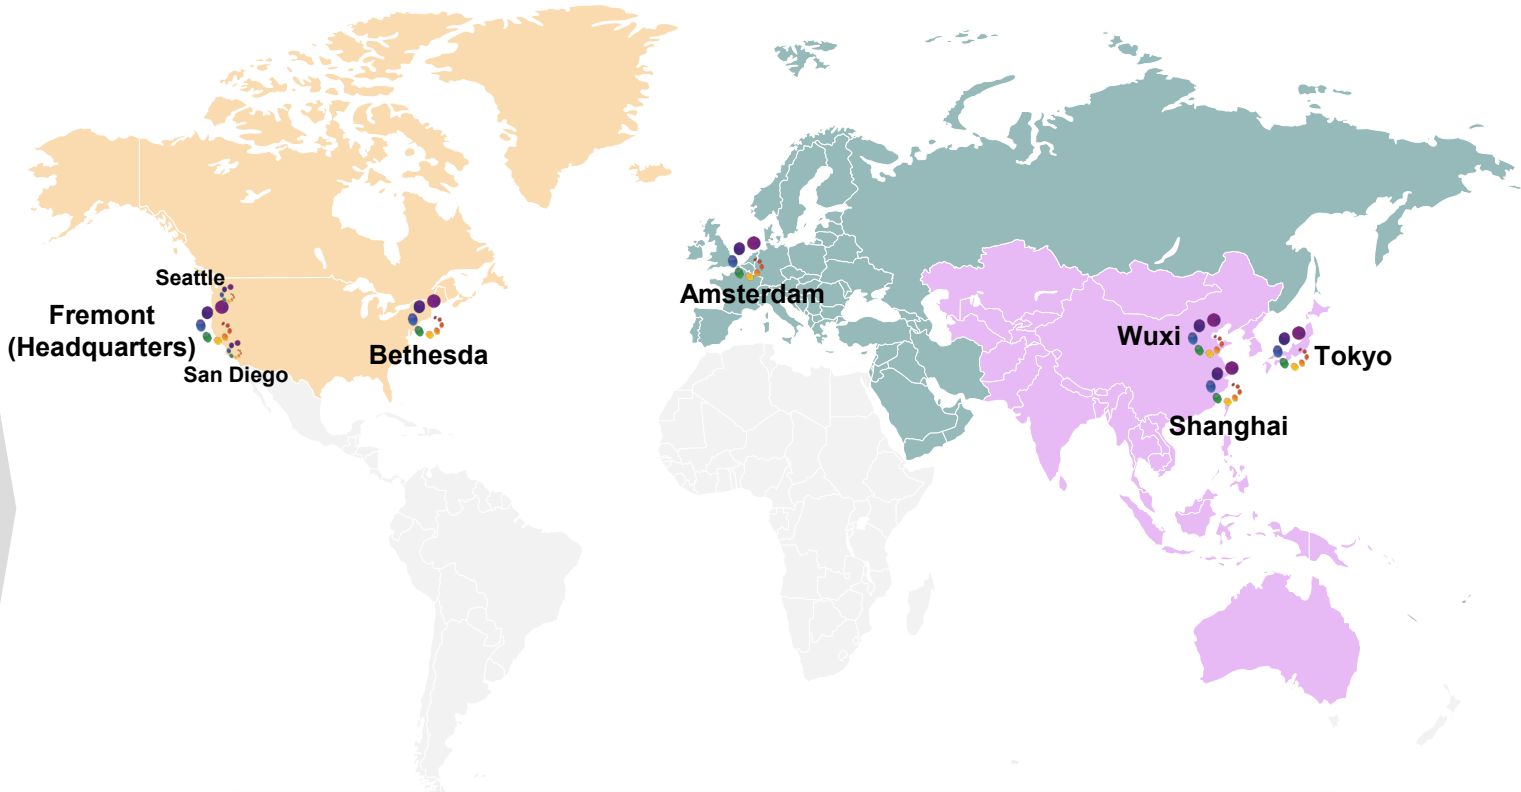 Seattle
Fremont
(Headquarters)
San Diego
Bethesda
Amsterdam
Wuxi
Tokyo
Shanghai